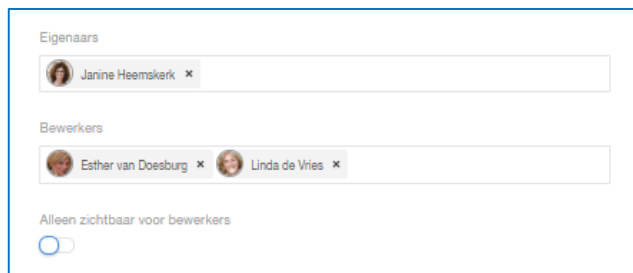 Eigenaars
Janine Heemskerk ×
Bewerkers
Esther van Doesburg × Linda de Vries ×
Alleen zichtbaar voor bewerkers